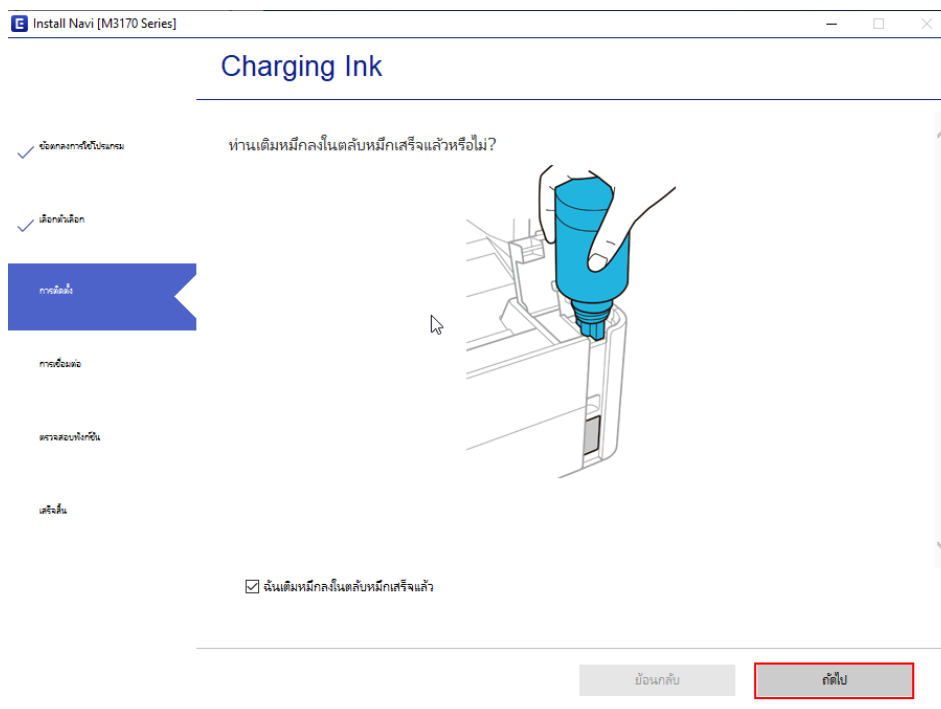 E Install Navi [M3170 Series]
Charging Ink
ข้อตกลงการใช้โปรแกรม
เลือกตัวเลือก
การติดตั้ง
การเชื่อมต่อ
ตรวจสอบฟังก์ชัน
เสร็จสิ้น
ท่านเติมหมึกลงในตลับหมึกเสร็จแล้วหรือไม่?
ฉันเติมหมึกลงในตลับหมึกเสร็จแล้ว
ย้อนกลับ
ถัดไป